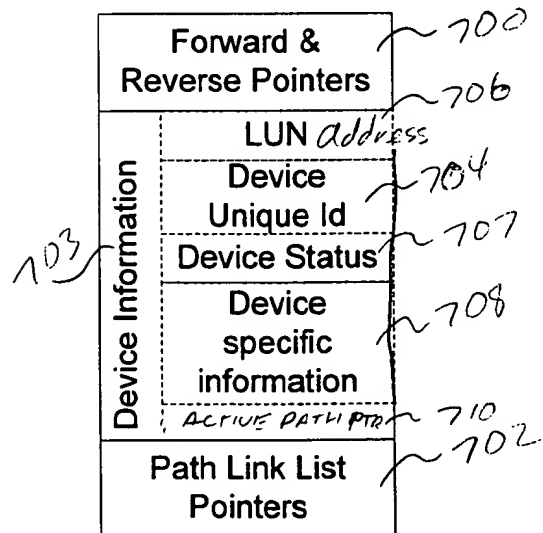 Forward &
Reverse Pointers
700
706
LUN address
Device
Unique Id
704
707
Device Status
703
Device Information
Device
specific
information
708
ACTIVE PATH PTR
710
702
Path Link List
Pointers